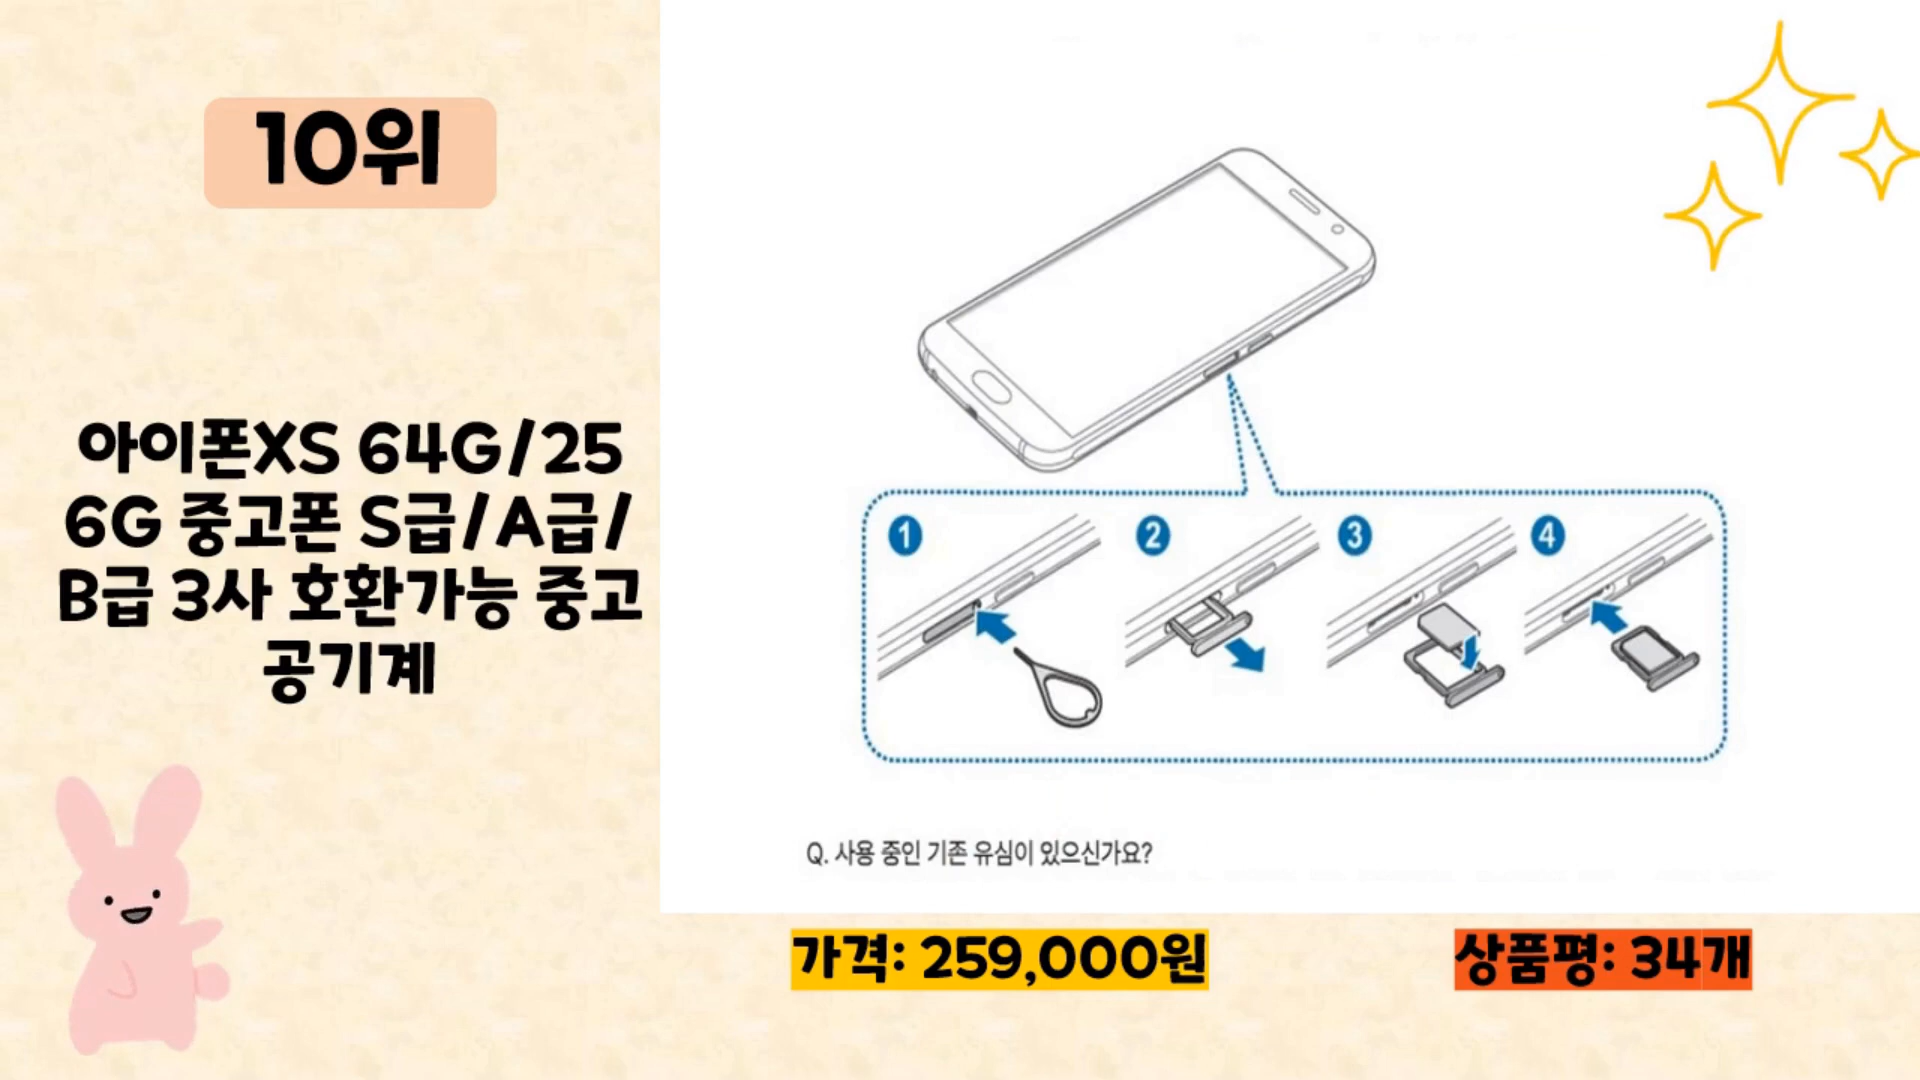 10위
아이폰XS 64G/25
6G 중고폰 S급/A급/
B급 3사 호환가능 중고
공기계
1
2
3
4
Q. 사용 중인 기존 유심이 있으신가요?
가격: 259,000원
상품평: 34개